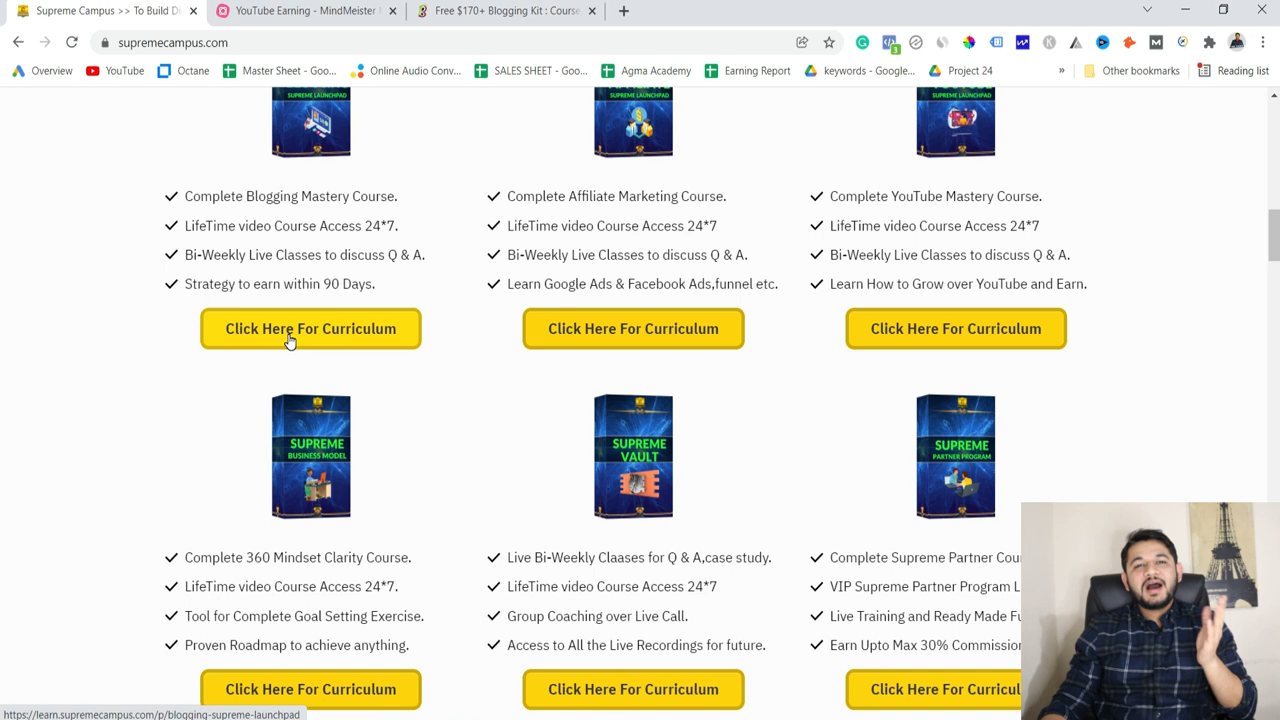 Supreme Campus >> To Build Di
YouTube Earning - MindMeister
Free $170+ Blogging Kit : Course
supremecampus.com
3
Overview
YouTube
Octane
Master Sheet - Goo...
Online Audio Conv...
SALES SHEET - Goo...
Agma Academy
Earning Report
keywords - Google...
Project 24
»
Other bookmarks
Reading list
SUPREME LAUNCHPAD
SUPREME LAUNCHPAD
SUPREME LAUNCHPAD
Complete Blogging Mastery Course.
LifeTime video Course Access 24*7.
Bi-Weekly Live Classes to discuss Q & A.
Strategy to earn within 90 Days.
Click Here For Curriculum
Complete Affiliate Marketing Course.
LifeTime video Course Access 24*7
Bi-Weekly Live Classes to discuss Q & A.
Learn Google Ads & Facebook Ads,funnel etc.
Click Here For Curriculum
Complete YouTube Mastery Course.
LifeTime video Course Access 24*7
Bi-Weekly Live Classes to discuss Q & A.
Learn How to Grow over YouTube and Earn.
Click Here For Curriculum
SUPREME
BUSINESS MODEL
Complete 360 Mindset Clarity Course.
LifeTime video Course Access 24*7.
Tool for Complete Goal Setting Exercise.
Proven Roadmap to achieve anything.
Click Here For Curriculum
SUPREME
VAULT
Live Bi-Weekly Claases for Q & A,case study.
LifeTime video Course Access 24*7
Group Coaching over Live Call.
Access to All the Live Recordings for future.
Click Here For Curriculum
SUPREME
PARTNER PROGRAM
Complete Supreme Partner Cou
VIP Supreme Partner Program L
Live Training and Ready Made Fu
Earn Upto Max 30% Commissio
Click Here For Curricul
https://learn.supremecampus.com/p/blogging-supreme-launchpad